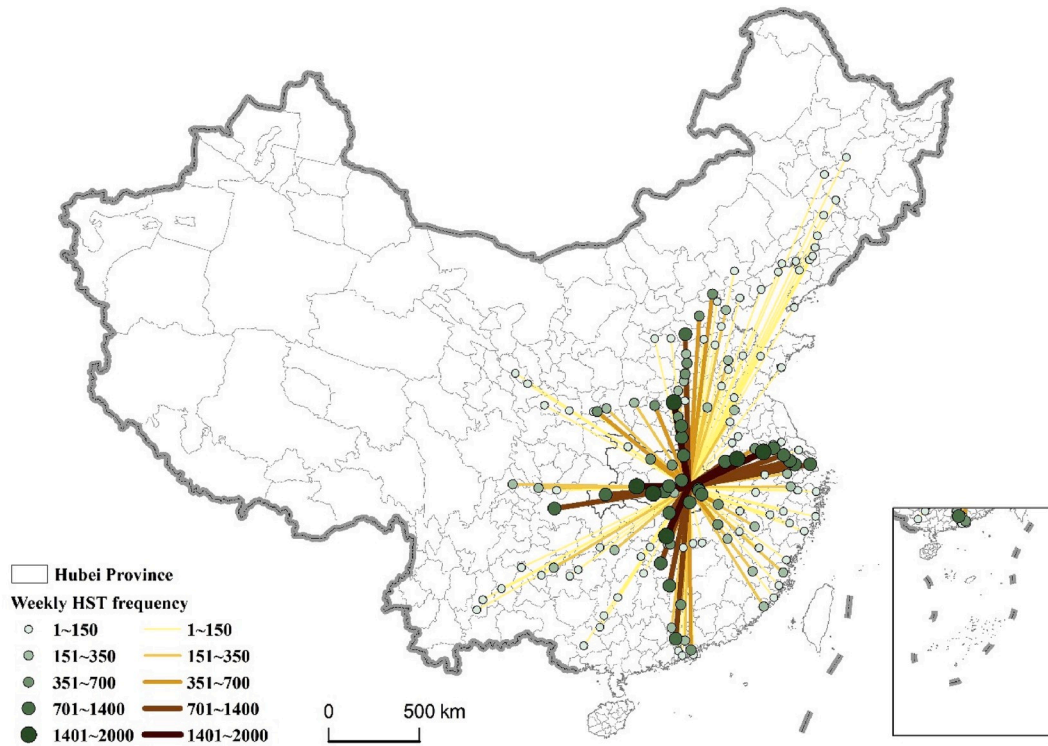 Hubei Province
Weekly HST frequency
1~150 1~150
151~350 151~350
351~700 351~700
701~1400 701~1400
1401~2000 1401~2000
0 500 km